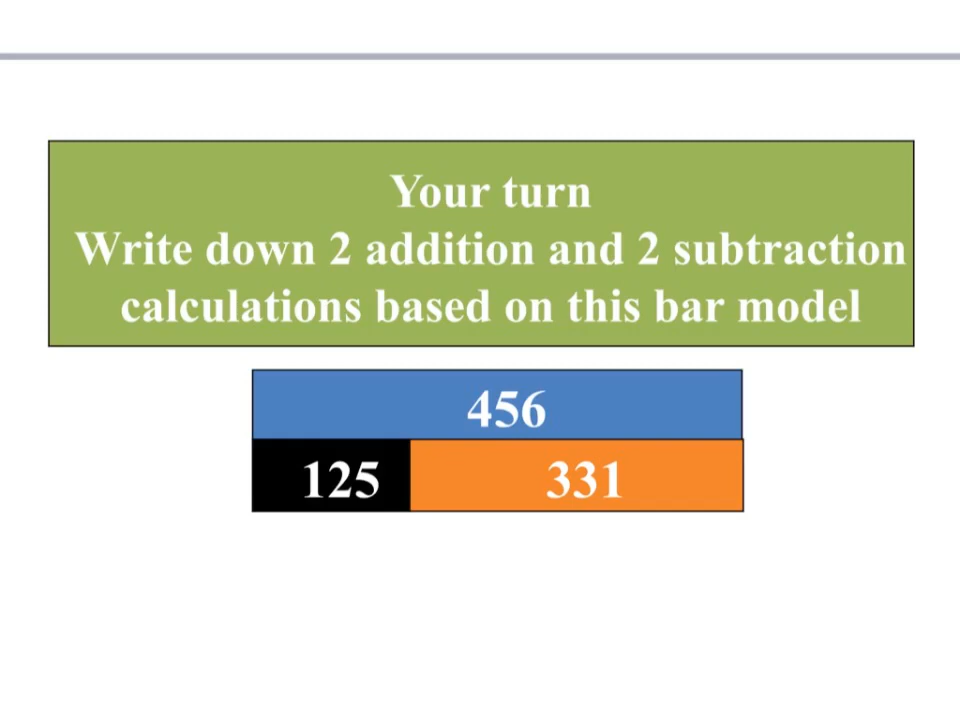 Your turn
Write down 2 addition and 2 subtraction
calculations based on this bar model
456
125 331